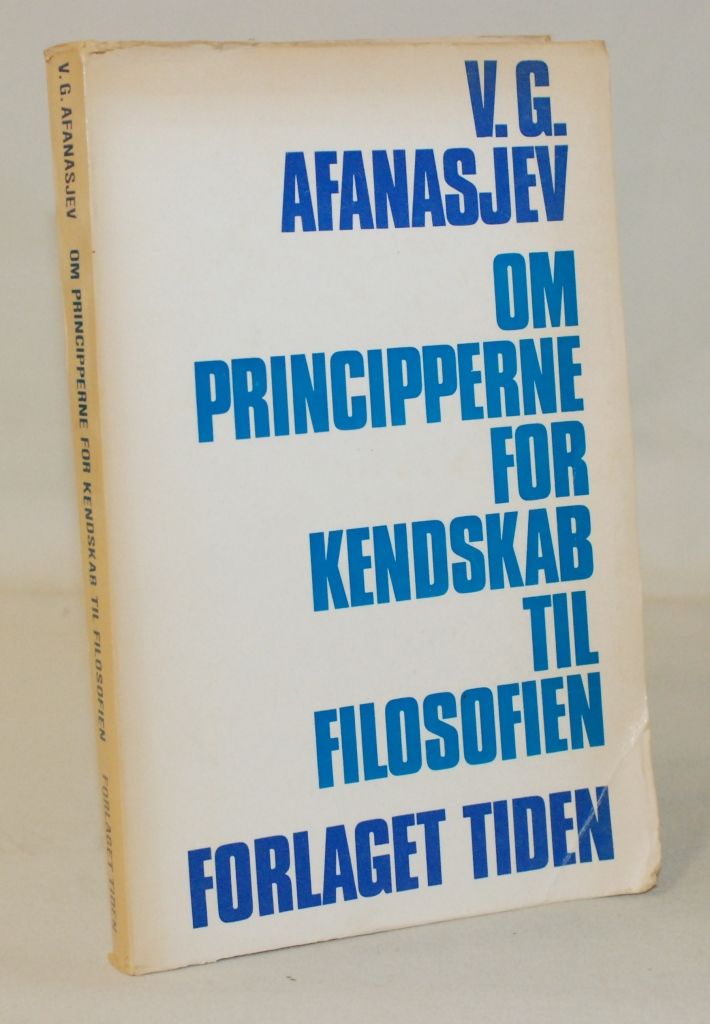 V. G. AFANASJEV OM PRINCIPPERNE FOR KENDSKAB TIL FILOSOFIEN FORLAGET TIDEN
V. G.
AFANASJEV
OM
PRINCIPPERNE
FOR
KENDSKAB
TIL
FILOSOFIEN
FORLAGET TIDEN